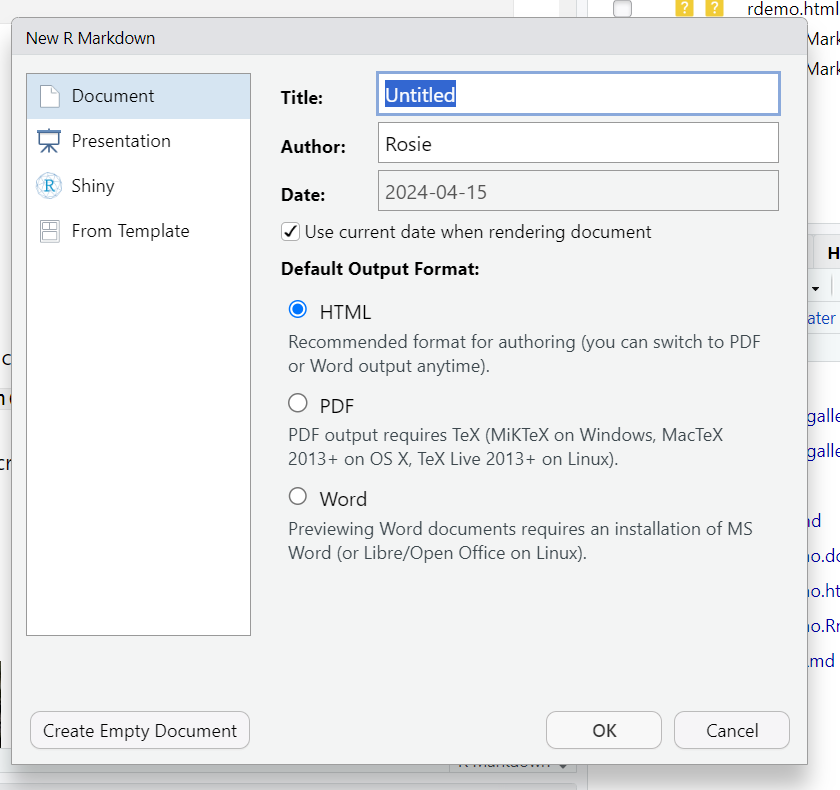 rdemo.html
New R Markdown
Document
Presentation
Shiny
From Template
Title:
Untitled
Author:
Rosie
Date:
2024-04-15
Use current date when rendering document
Default Output Format:
HTML
Recommended format for authoring (you can switch to PDF
or Word output anytime).
PDF
PDF output requires TeX (MiKTeX on Windows, MacTeX
2013+ on OS X, TeX Live 2013+ on Linux).
Word
Previewing Word documents requires an installation of MS
Word (or Libre/Open Office on Linux).
Create Empty Document
OK
Cancel